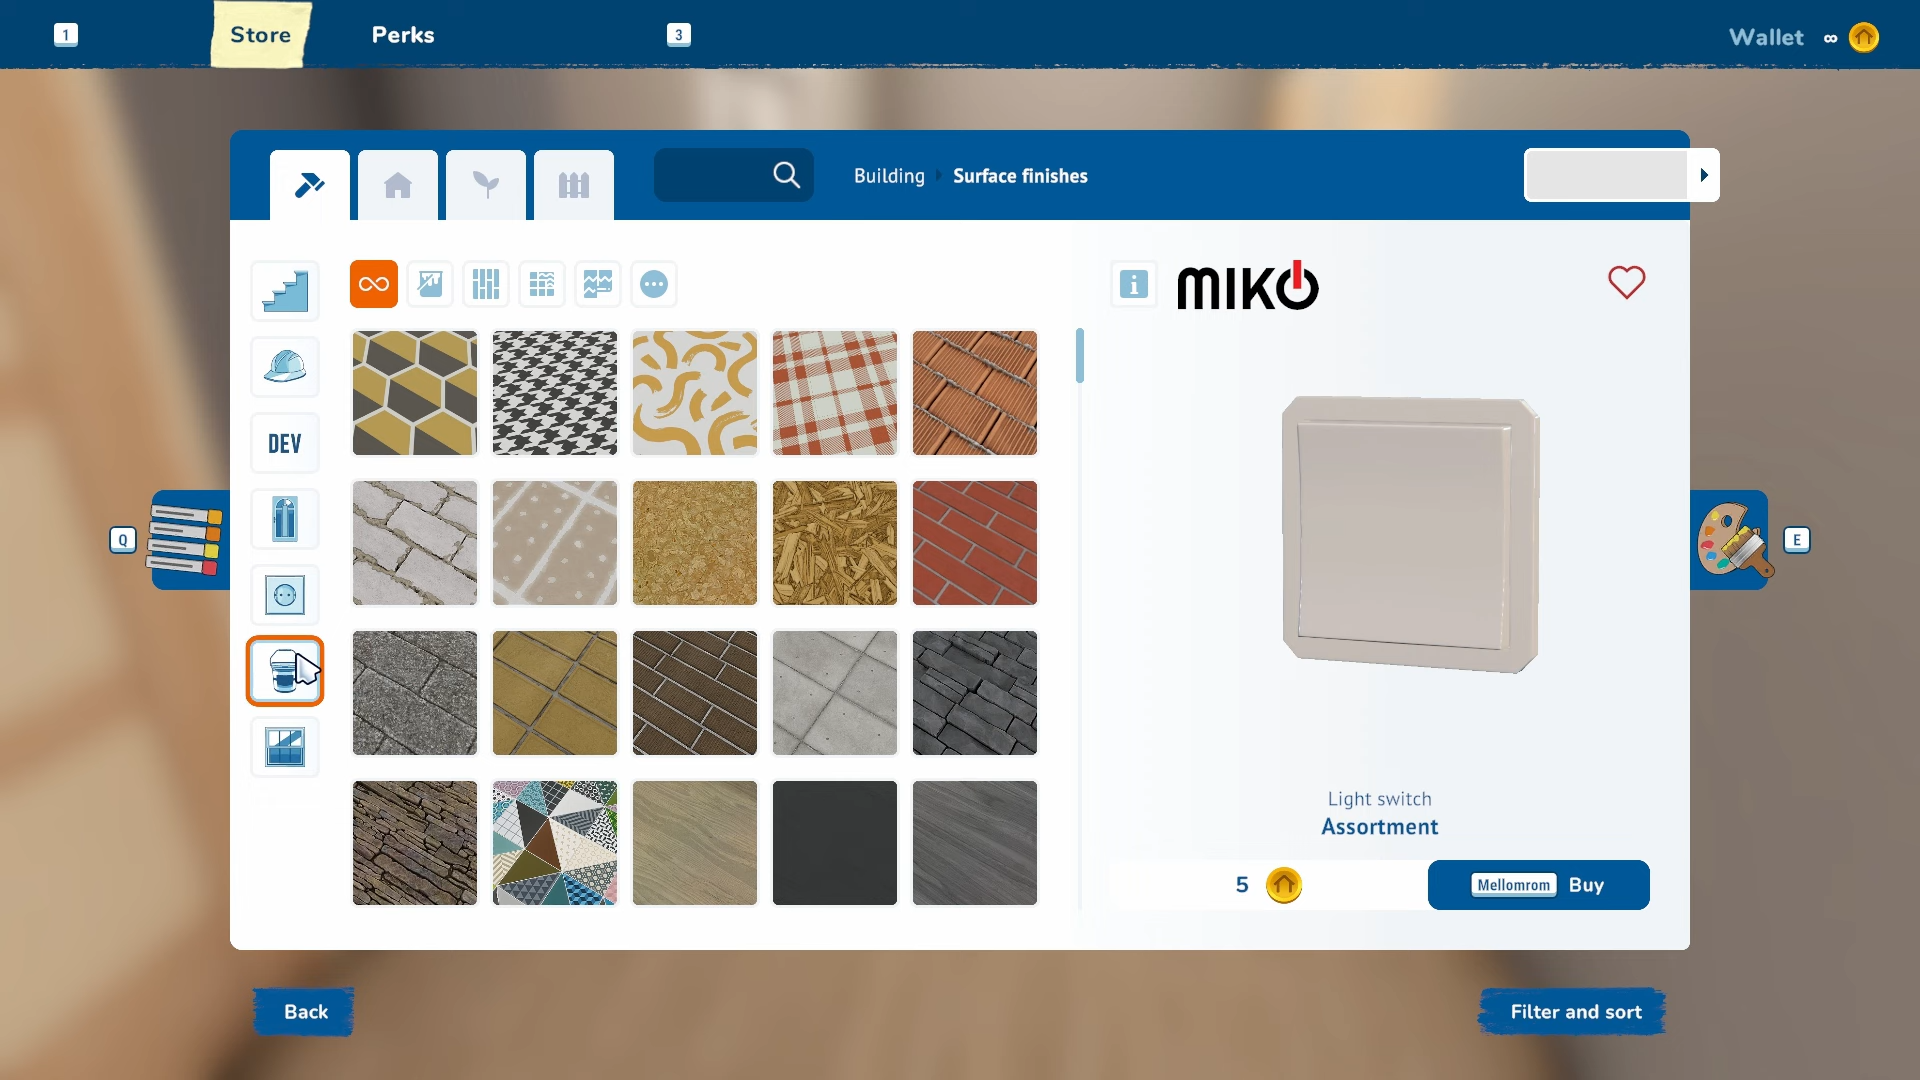 1
Store
Perks
3
Wallet ∞
Building
Surface finishes
i
MIKO
DEV
Q
E
Light switch
Assortment
5
Mellomrom
Buy
Back
Filter and sort